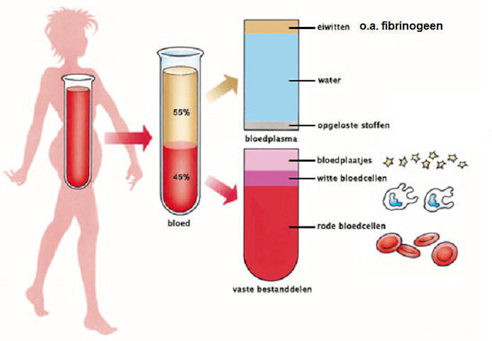 eiwitten o.a. fibrinogeen
water
opgeloste stoffen
bloedplasma
55%
45%
bloed
bloedplaatjes
witte bloedcellen
rode bloedcellen
vaste bestanddelen